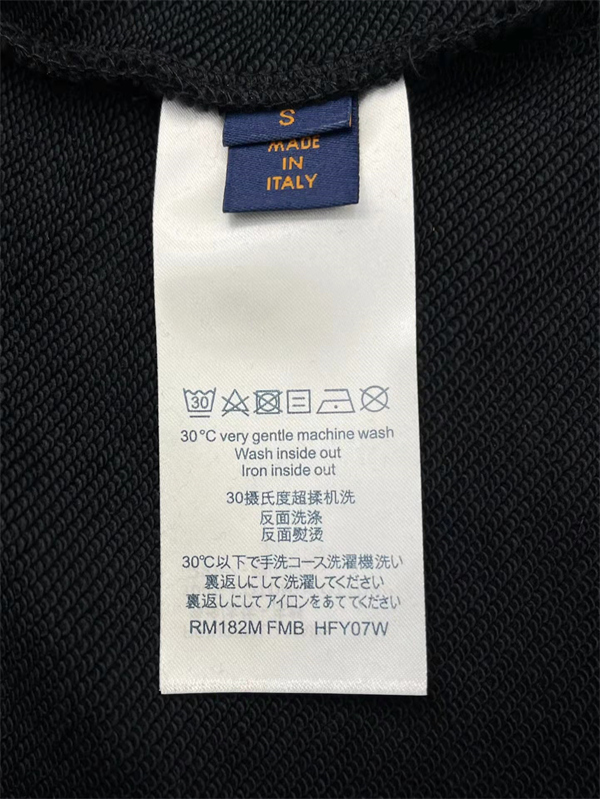 S
MADE
IN
ITALY
30
30°C very gentle machine wash
Wash inside out
Iron inside out
30摄氏度超揉机洗
反面洗涤
反面熨烫
30℃以下で手洗コース洗濯機洗い
裏返しにして洗濯してください
裏返しにしてアイロンをあててください
RM182M FMB HFY07W